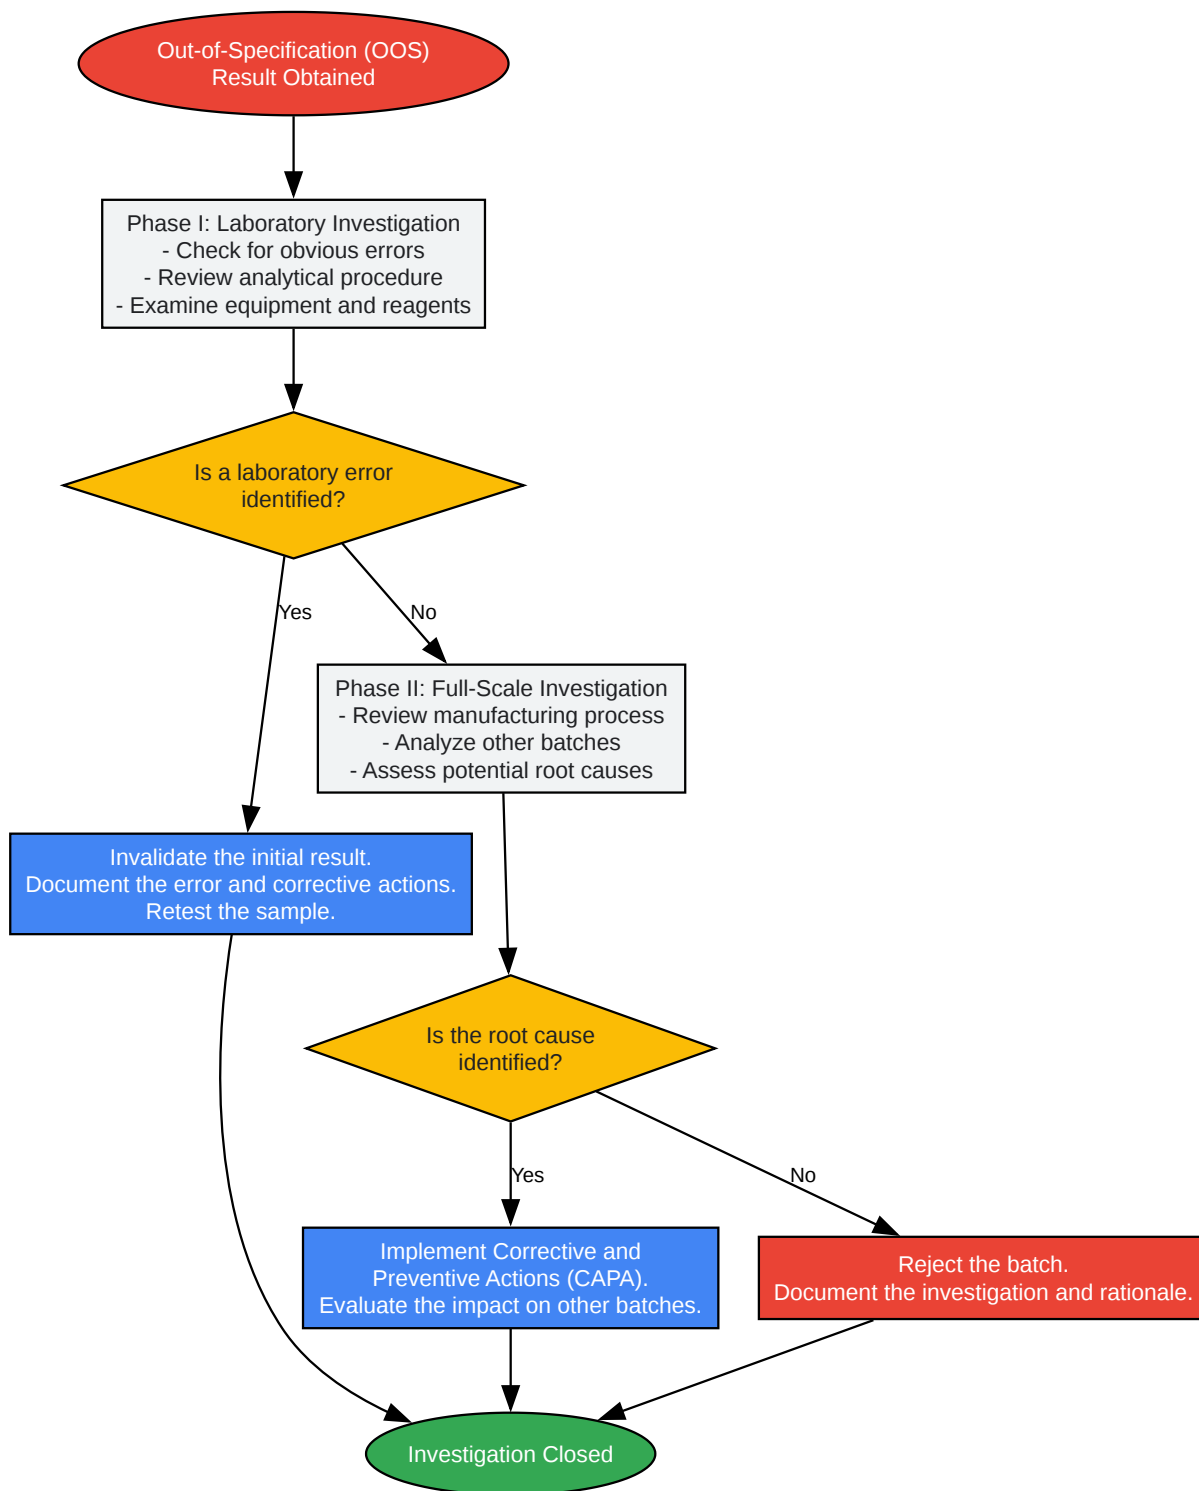 Out-of-Specification (OOS)
Result Obtained
Phase I: Laboratory Investigation
- Check for obvious errors
- Review analytical procedure
- Examine equipment and reagents
Is a laboratory error
identified?
Yes
No
Phase II: Full-Scale Investigation
- Review manufacturing process
- Analyze other batches
- Assess potential root causes
Invalidate the initial result.
Document the error and corrective actions.
Retest the sample.
Is the root cause
identified?
Yes
No
Implement Corrective and
Preventive Actions (CAPA).
Evaluate the impact on other batches.
Reject the batch.
Document the investigation and rationale.
Investigation Closed